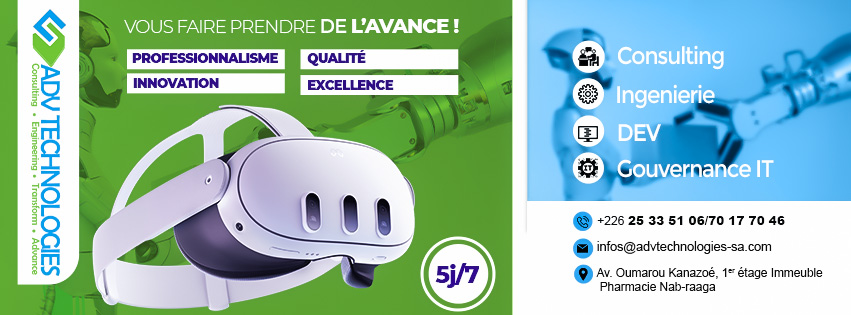 ADV TECHNOLOGIES
Consulting • Engineering • Transform • Advance
VOUS FAIRE PRENDRE DE L'AVANCE !
PROFESSIONNALISME
QUALITÉ
INNOVATION
EXCELLENCE
5j/7
Consulting
Ingenierie
DEV
IT
Gouvernance IT
+226 25 33 51 06/70 17 70 46
infos@advtechnologies-sa.com
Av. Oumarou Kanazoé, 1er étage Immeuble
Pharmacie Nab-raaga